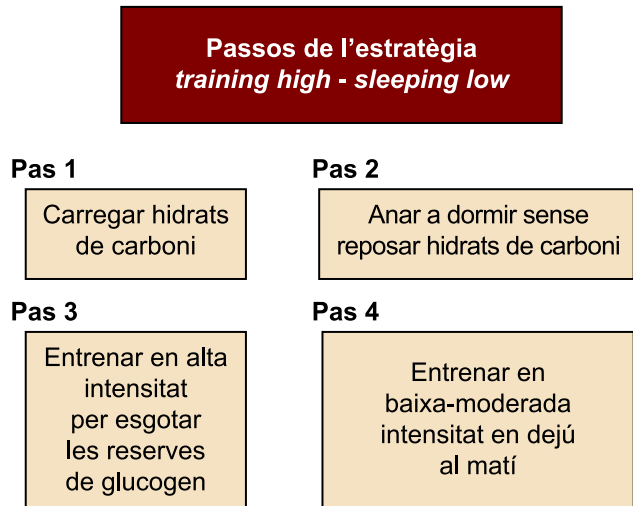 Passos de l’estratègia
training high - sleeping low
Pas 1
Carregar hidrats
de carboni
Pas 2
Anar a dormir sense
reposar hidrats de carboni
Pas 3
Entrenar en alta
intensitat
per esgotar
les reserves
de glucogen
Pas 4
Entrenar en
baixa-moderada
intensitat en dejú
al matí